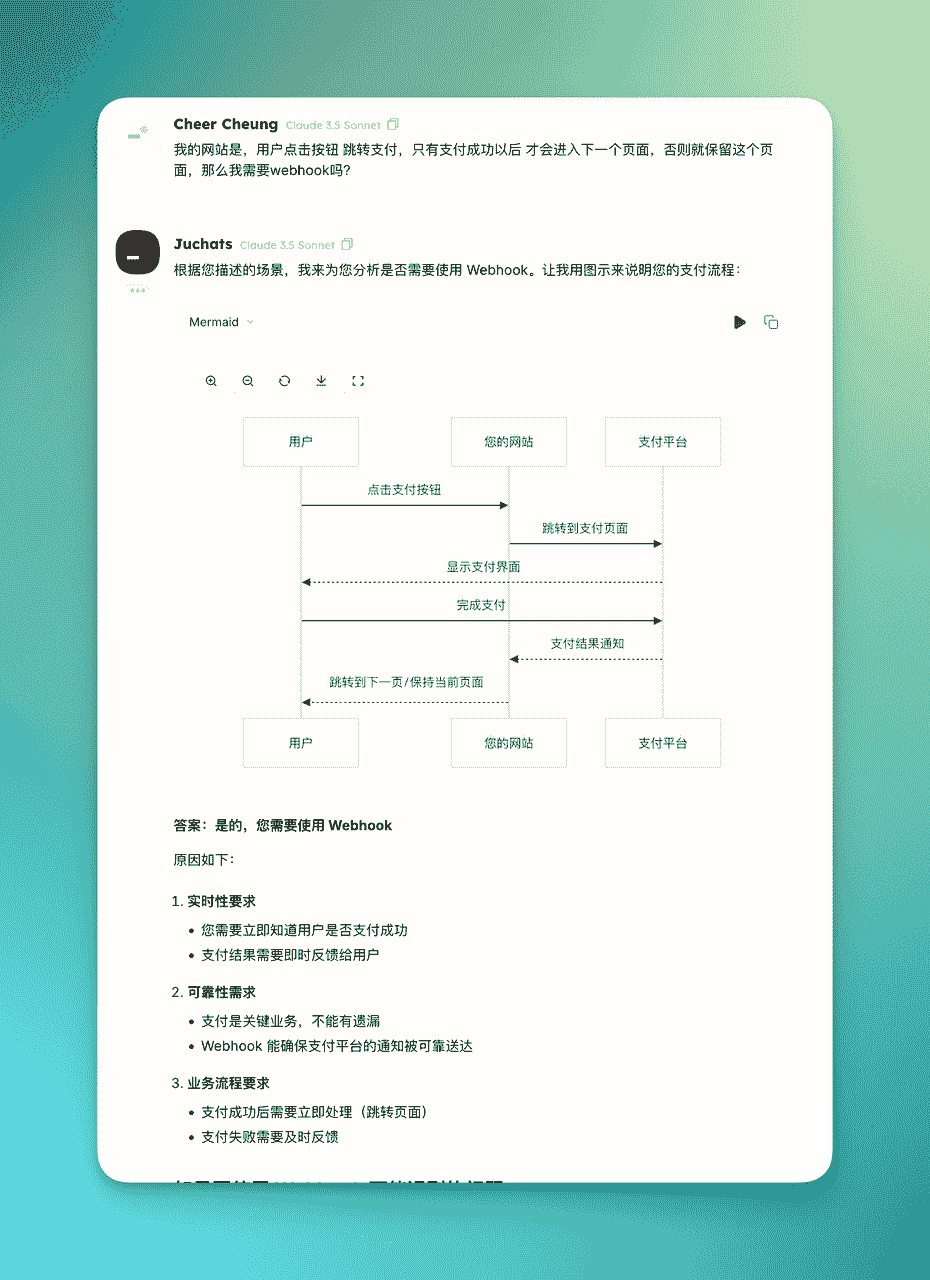 Cheer Cheung Claude 3.5 Sonnet
我的网站是，用户点击按钮 跳转支付，只有支付成功以后 才会进入下一个页面，否则就保留这个页
面，那么我需要webhook吗?
Juchats Claude 3.5 Sonnet
根据您描述的场景，我来为您分析是否需要使用 Webhook。让我用图示来说明您的支付流程：
Mermaid
用户 您的网站 支付平台
点击支付按钮
跳转到支付页面
显示支付界面
完成支付
支付结果通知
跳转到下一页/保持当前页面
用户 您的网站 支付平台
答案：是的，您需要使用 Webhook
原因如下：
1. 实时性要求
• 您需要立即知道用户是否支付成功
• 支付结果需要即时反馈给用户
2. 可靠性需求
• 支付是关键业务，不能有遗漏
• Webhook 能确保支付平台的通知被可靠送达
3. 业务流程要求
• 支付成功后需要立即处理（跳转页面）
• 支付失败需要及时反馈